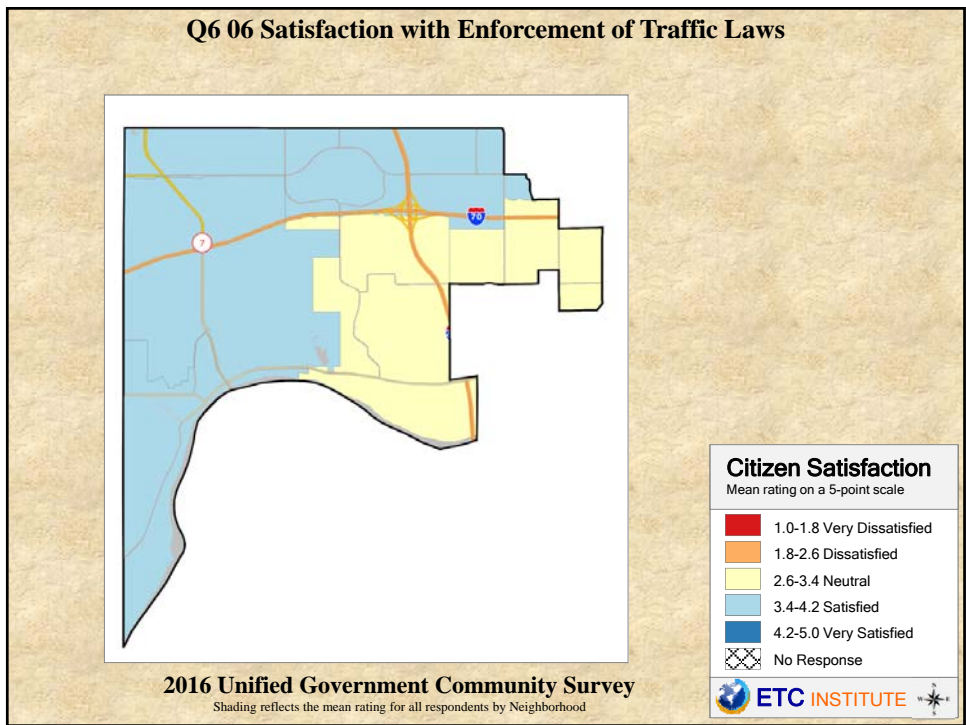 Q6 06 Satisfaction with Enforcement of Traffic Laws
70
7
Citizen Satisfaction
Mean rating on a 5-point scale
1.0-1.8 Very Dissatisfied
1.8-2.6 Dissatisfied
2.6-3.4 Neutral
3.4-4.2 Satisfied
4.2-5.0 Very Satisfied
No Response
2016 Unified Government Community Survey
Shading reflects the mean rating for all respondents by Neighborhood
ETC INSTITUTE
N
W E
S